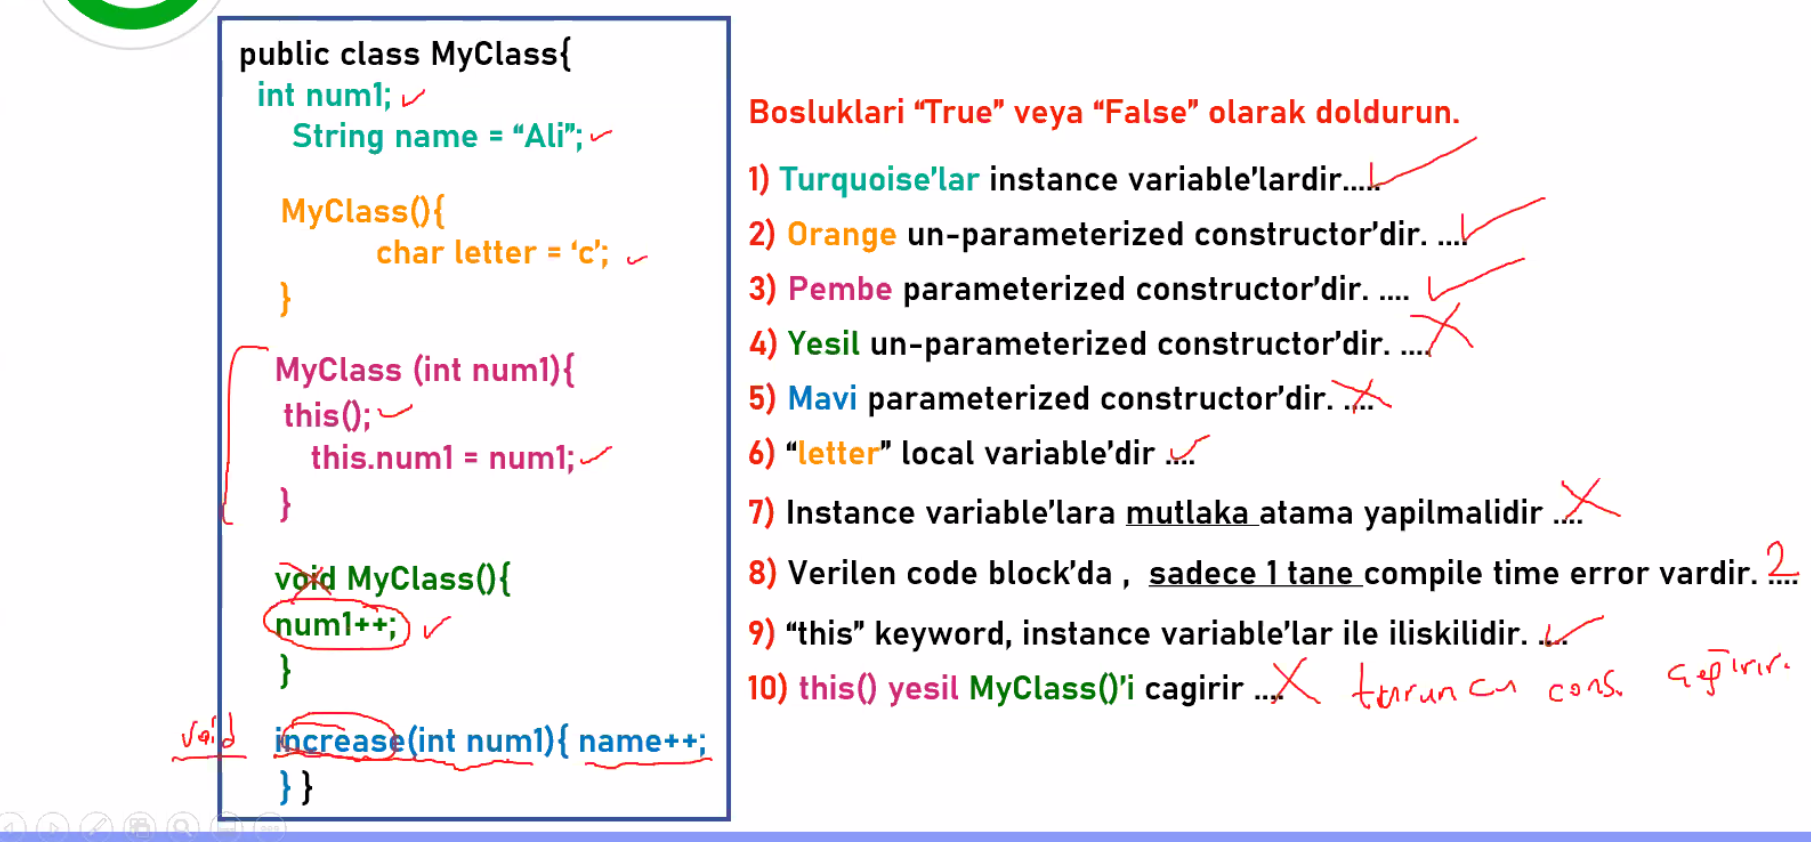 public class MyClass{
int num1;
String name = “Ali”;
MyClass(){
char letter = ‘c’;
}
MyClass (int num1){
this();
this.num1 = num1;
}
void MyClass(){
num1++;
}
void increase(int num1){ name++;
} }
Bosluklari “True” veya “False” olarak doldurun.
1) Turquoise’lar instance variable’lardir.....
2) Orange un-parameterized constructor’dir. ....
3) Pembe parameterized constructor’dir. ....
4) Yesil un-parameterized constructor’dir. ....
5) Mavi parameterized constructor’dir. ....
6) “letter” local variable’dir ....
7) Instance variable’lara mutlaka atama yapilmalidir ....
8) Verilen code block’da , sadece 1 tane compile time error vardir. .... 2
9) “this” keyword, instance variable’lar ile iliskilidir. ....
10) this() yesil MyClass()’i cagirir .... turuncu cons.